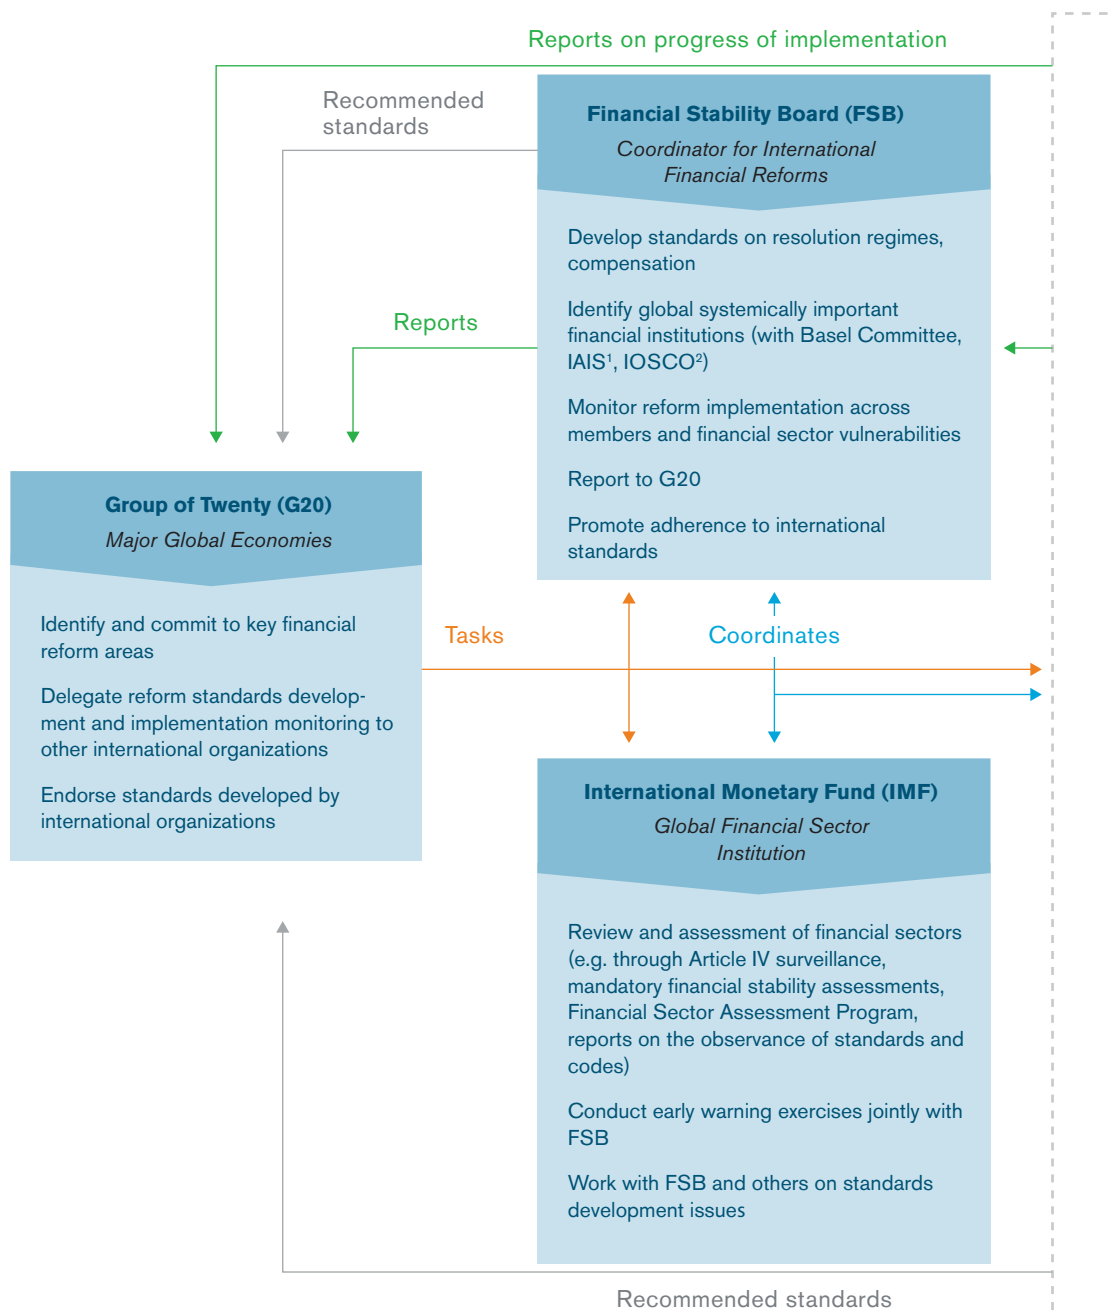 Reports on progress of implementation
Recommended
standards
Financial Stability Board (FSB)
Coordinator for International
Financial Reforms
Develop standards on resolution regimes,
compensation
Identify global systemically important
financial institutions (with Basel Committee,
IAIS¹, IOSCO²)
Monitor reform implementation across
members and financial sector vulnerabilities
Report to G20
Promote adherence to international
standards
Reports
Group of Twenty (G20)
Major Global Economies
Identify and commit to key financial
reform areas
Delegate reform standards develop-
ment and implementation monitoring to
other international organizations
Endorse standards developed by
international organizations
Tasks
Coordinates
International Monetary Fund (IMF)
Global Financial Sector
Institution
Review and assessment of financial sectors
(e.g. through Article IV surveillance,
mandatory financial stability assessments,
Financial Sector Assessment Program,
reports on the observance of standards and
codes)
Conduct early warning exercises jointly with
FSB
Work with FSB and others on standards
development issues
Recommended standards